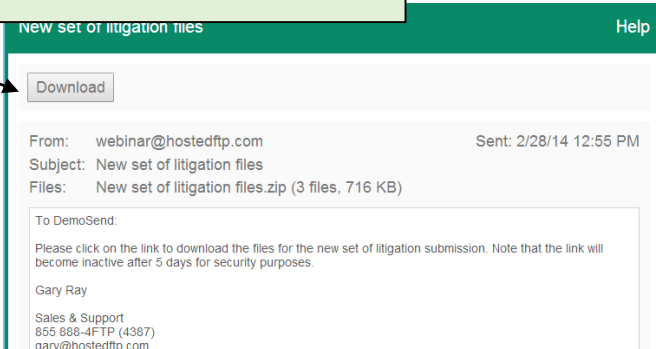 New set of litigation files
Help
Download
From: webinar@hostedftp.com
Sent: 2/28/14 12:55 PM
Subject: New set of litigation files
Files: New set of litigation files.zip (3 files, 716 KB)
To DemoSend:
Please click on the link to download the files for the new set of litigation submission. Note that the link will
become inactive after 5 days for security purposes.
Gary Ray
Sales & Support
855 888-4FTP (4387)
gary@hostedftp.com